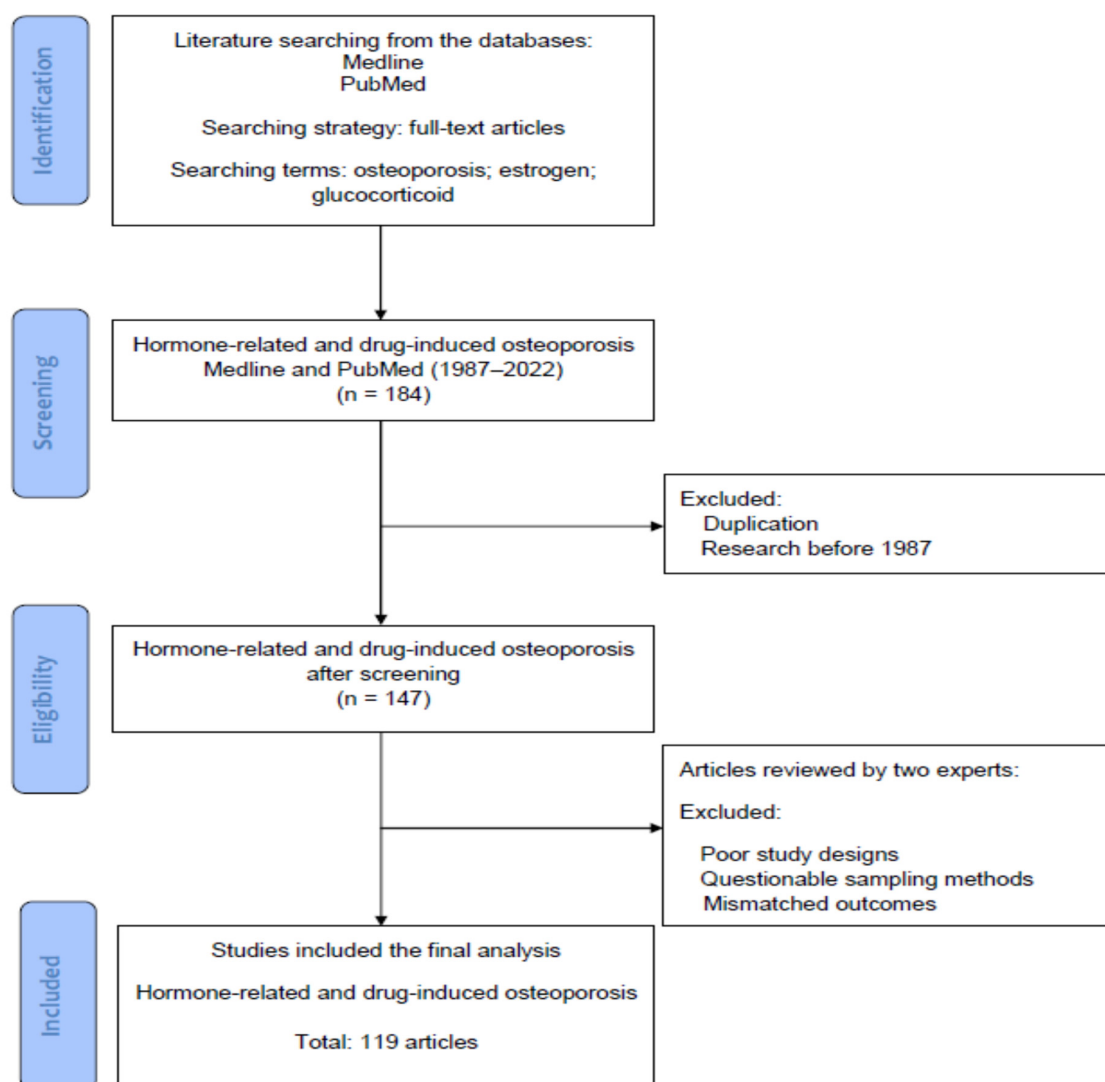 Identification
Literature searching from the databases:
Medline
PubMed
Searching strategy: full-text articles
Searching terms: osteoporosis; estrogen;
glucocorticoid
Screening
Hormone-related and drug-induced osteoporosis
Medline and PubMed (1987–2022)
(n = 184)
Excluded:
Duplication
Research before 1987
Eligibility
Hormone-related and drug-induced osteoporosis
after screening
(n = 147)
Articles reviewed by two experts:
Excluded:
Poor study designs
Questionable sampling methods
Mismatched outcomes
Included
Studies included the final analysis
Hormone-related and drug-induced osteoporosis
Total: 119 articles